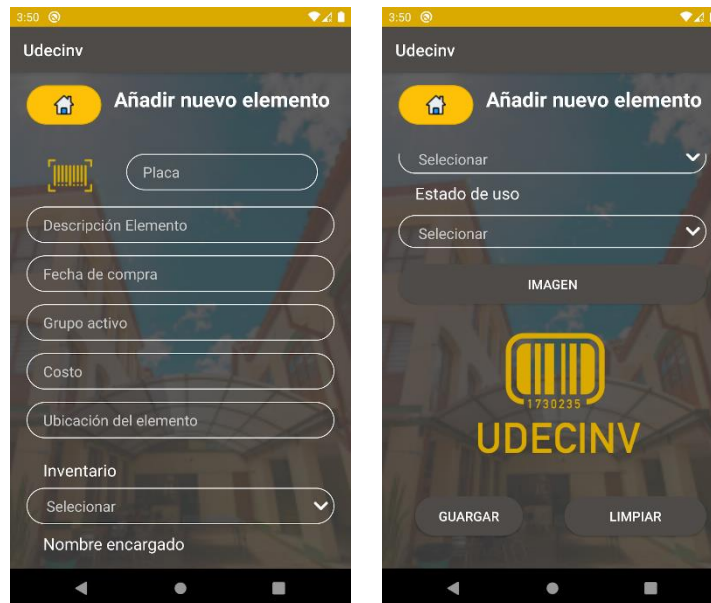 3:50
Udecinv
Añadir nuevo elemento
Placa
Descripción Elemento
Fecha de compra
Grupo activo
Costo
Ubicación del elemento
Inventario
Selecionar
Nombre encargado
3:50
Udecinv
Añadir nuevo elemento
Selecionar
Estado de uso
Selecionar
IMAGEN
1730235
UDECINV
GUARGAR
LIMPIAR